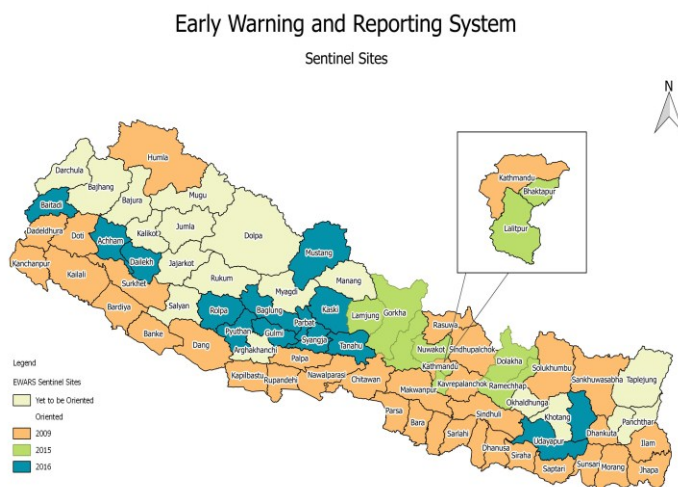 Early Warning and Reporting System
Sentinel Sites
N
Humla
Darchula
Bajhang
Bajura
Mugu
Baitadi
Dadeldhura
Doti
Achham
Kalikot
Jumla
Dolpa
Mustang
Kanchanpur
Kailali
Dailekh
Jajarkot
Surkhet
Rukum
Manang
Myagdi
Bardiya
Salyan
Rolpa
Baglung
Kaski
Lamjung
Gorkha
Banke
Dang
Pyuthan
Gulmi
Parbat
Syangja
Tanahu
Arghakhanchi
Palpa
Kapilbastu
Rupandehi
Nawalparasi
Chitawan
Rasuwa
Nuwakot
Sindhupalchok
Kathmandu
Kavrepalanchok
Makwanpur
Dolakha
Ramechhap
Solukhumbu
Sankhuwasabha
Taplejung
Okhaldhunga
Khotang
Panchthar
Parsa
Bara
Sarlahi
Sindhuli
Dhanusa
Siraha
Udayapur
Dhankuta
Ilam
Saptari
Sunsari
Morang
Jhapa
Kathmandu
Bhaktapur
Lalitpur
Legend
EWARS Sentinel Sites
Yet to be Oriented
Oriented
2009
2015
2016